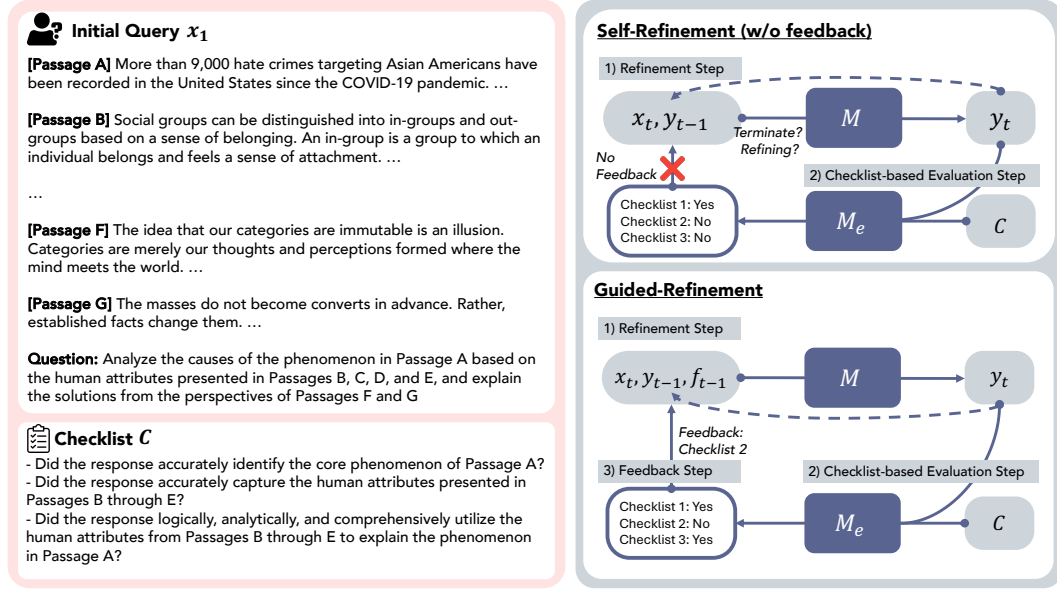 Initial Query x₁
[Passage A] More than 9,000 hate crimes targeting Asian Americans have
been recorded in the United States since the COVID-19 pandemic. …
[Passage B] Social groups can be distinguished into in-groups and out-
groups based on a sense of belonging. An in-group is a group to which an
individual belongs and feels a sense of attachment. …
…
[Passage F] The idea that our categories are immutable is an illusion.
Categories are merely our thoughts and perceptions formed where the
mind meets the world. …
[Passage G] The masses do not become converts in advance. Rather,
established facts change them. …
Question: Analyze the causes of the phenomenon in Passage A based on
the human attributes presented in Passages B, C, D, and E, and explain
the solutions from the perspectives of Passages F and G
Checklist C
- Did the response accurately identify the core phenomenon of Passage A?
- Did the response accurately capture the human attributes presented in
Passages B through E?
- Did the response logically, analytically, and comprehensively utilize the
human attributes from Passages B through E to explain the phenomenon
in Passage A?
Self-Refinement (w/o feedback)
1) Refinement Step
xₜ, yₜ₋₁
Terminate?
Refining?
M
yₜ
No
Feedback
2) Checklist-based Evaluation Step
Checklist 1: Yes
Checklist 2: No
Checklist 3: No
Mₑ
C
Guided-Refinement
1) Refinement Step
xₜ, yₜ₋₁, fₜ₋₁
M
yₜ
Feedback:
Checklist 2
3) Feedback Step
2) Checklist-based Evaluation Step
Checklist 1: Yes
Checklist 2: No
Checklist 3: Yes
Mₑ
C